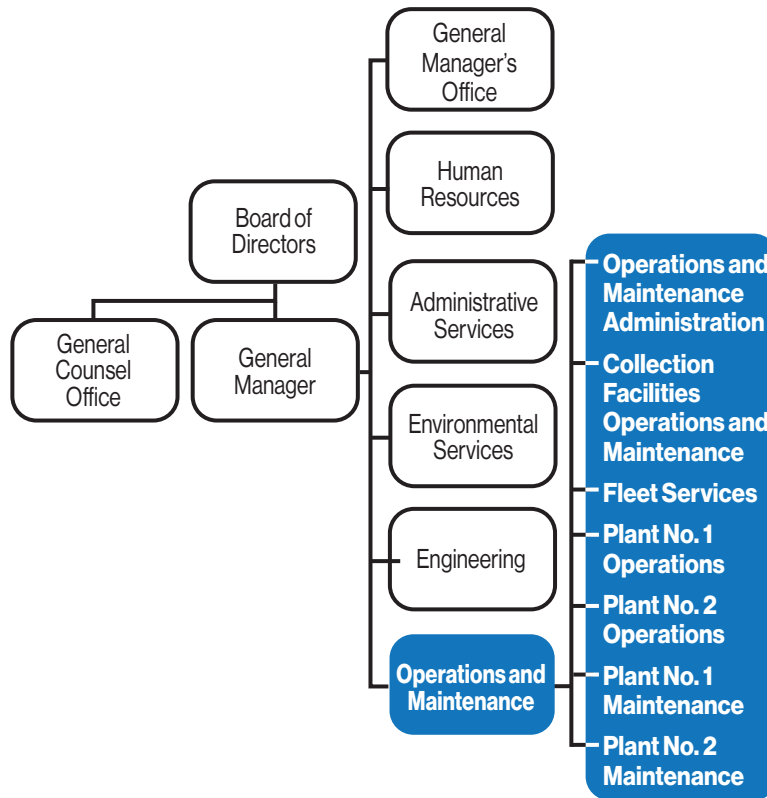 General
Manager's
Office
Human
Resources
Board of
Directors
Administrative
Services
General
Counsel
Office
General
Manager
Environmental
Services
Engineering
Operations and
Maintenance
Operations and
Maintenance
Administration
Collection
Facilities
Operations and
Maintenance
Fleet Services
Plant No. 1
Operations
Plant No. 2
Operations
Plant No. 1
Maintenance
Plant No. 2
Maintenance